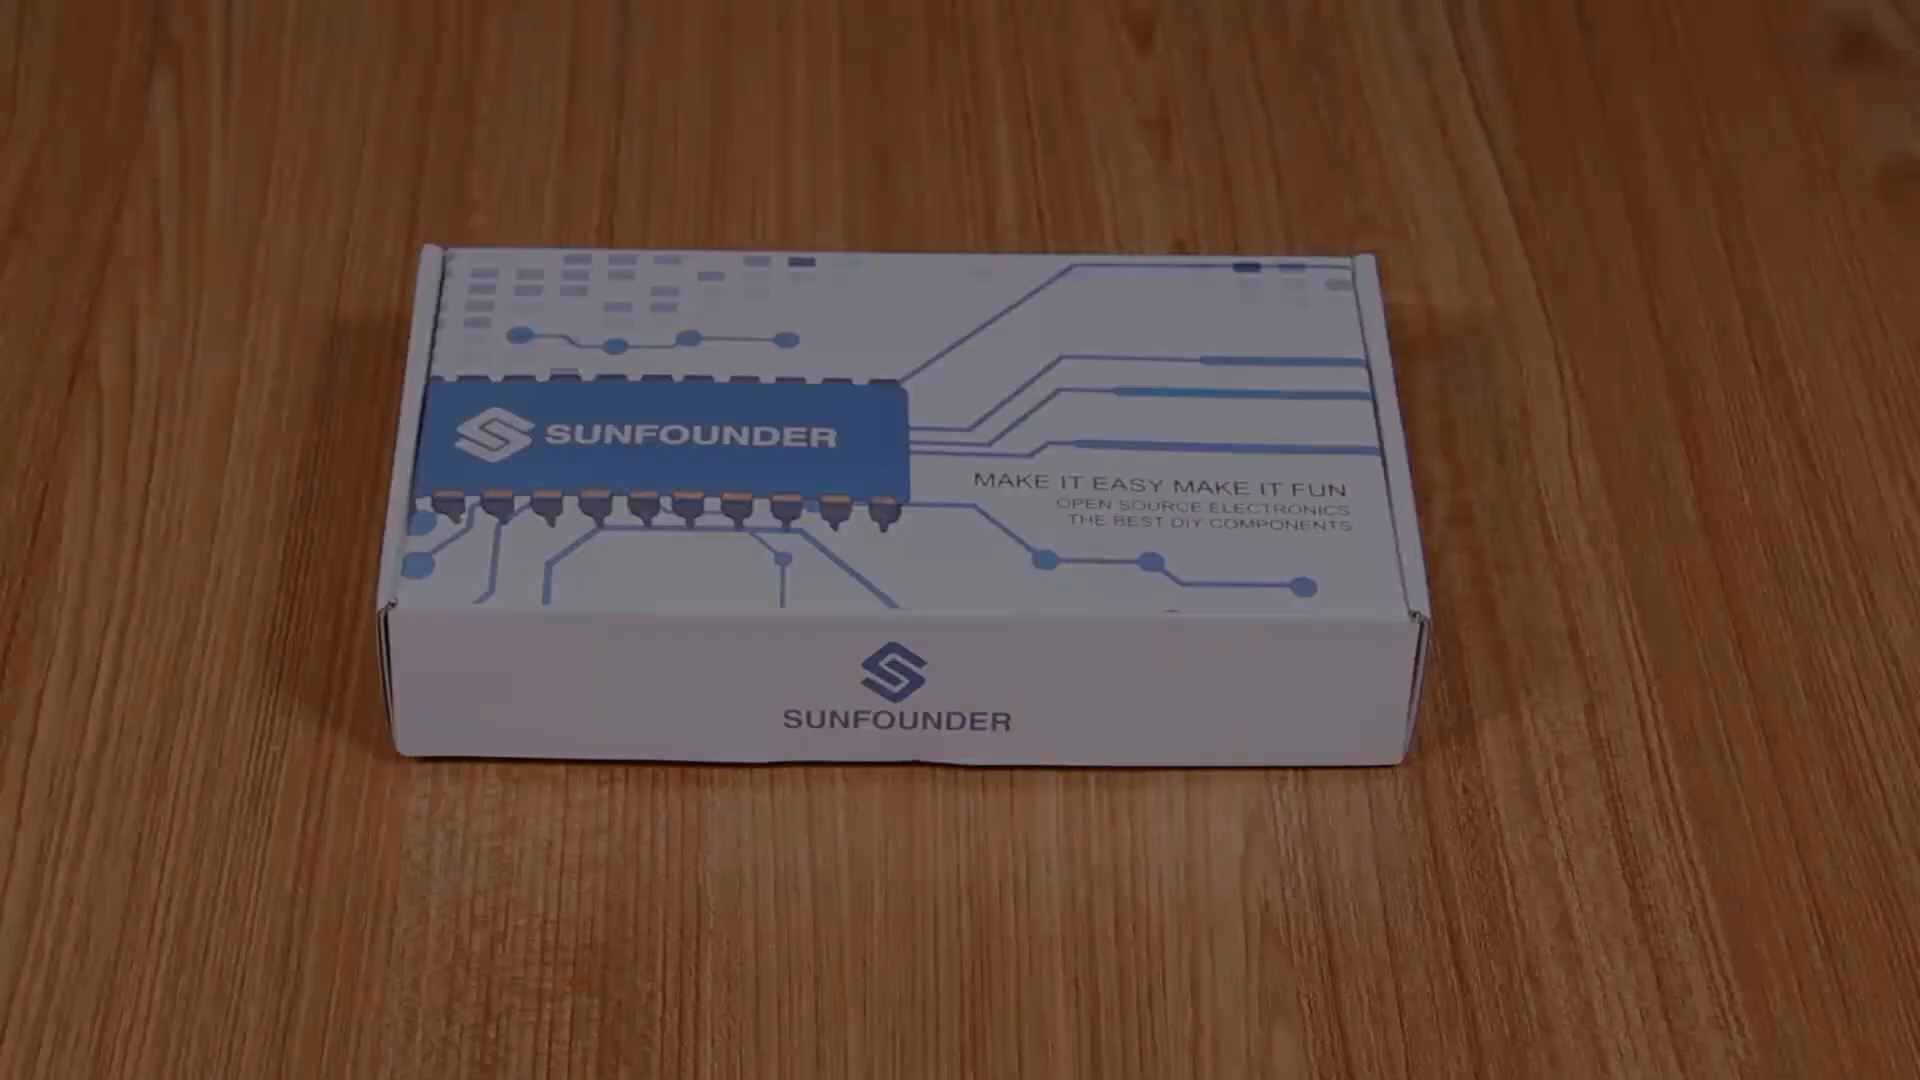 SUNFOUNDER
MAKE IT EASY MAKE IT FUN
OPEN SOURCE ELECTRONICS
THE BEST DIY COMPONENTS
SUNFOUNDER